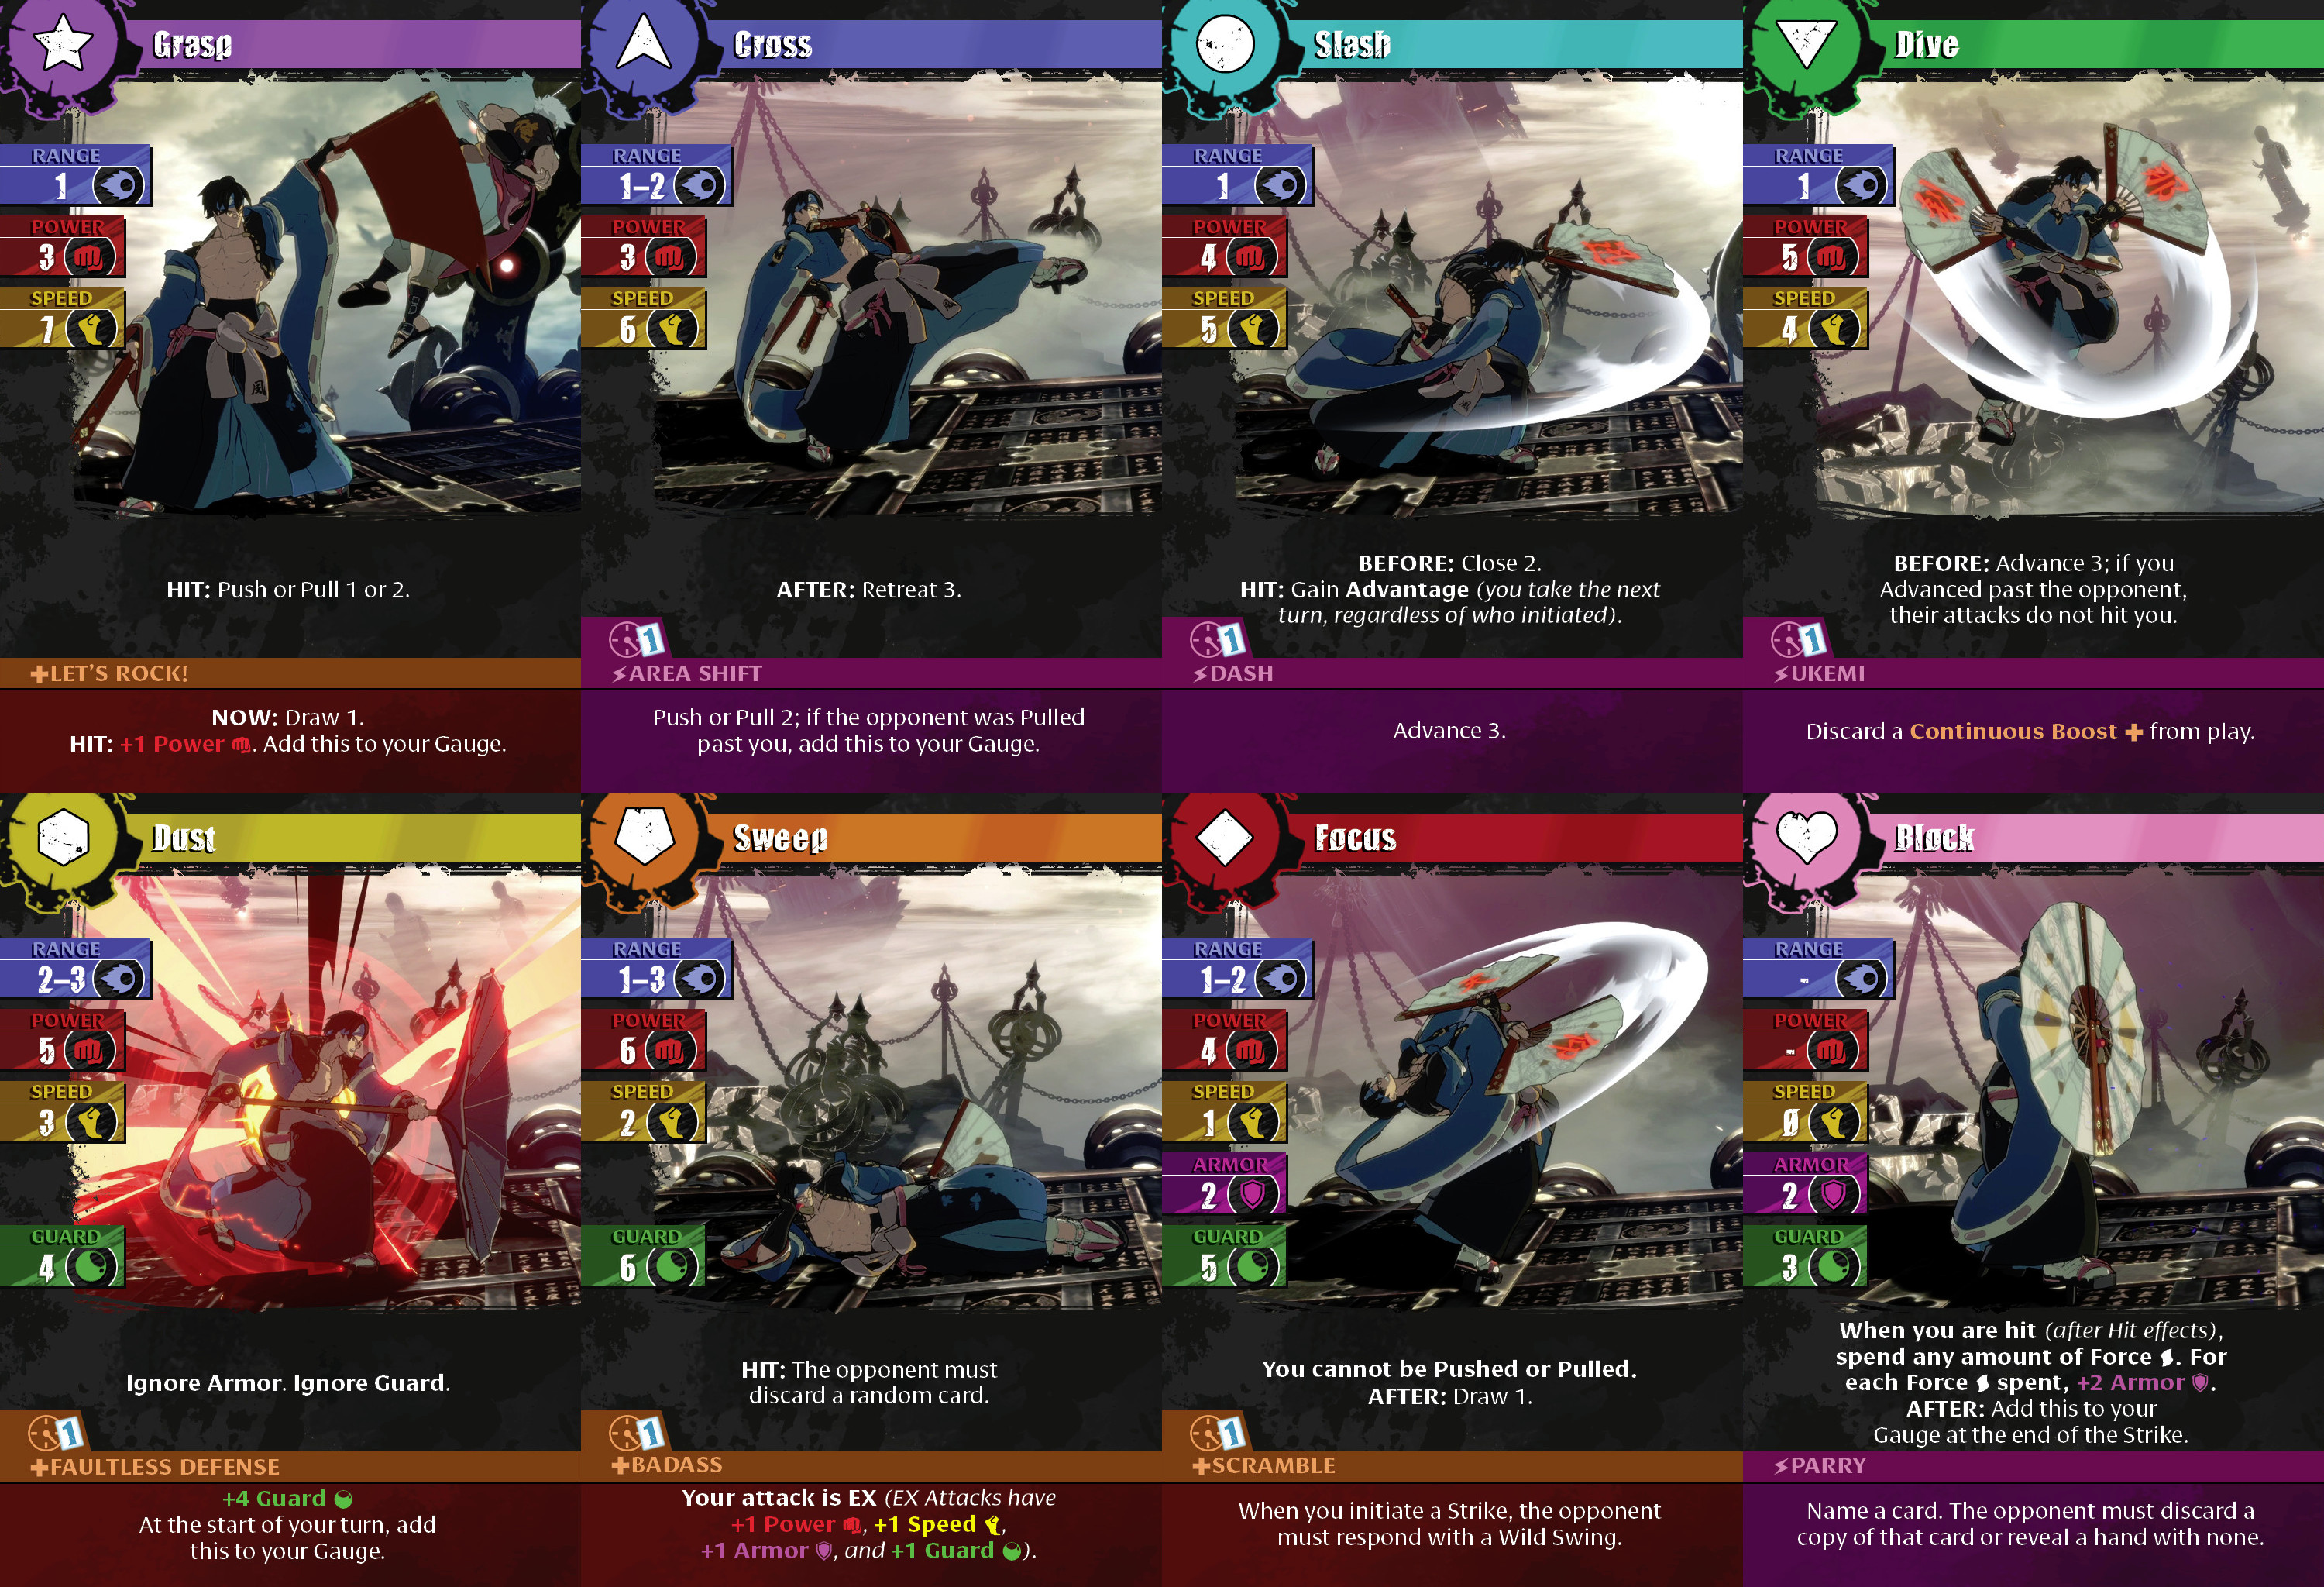 Grasp
RANGE
1
POWER
3
SPEED
7
HIT: Push or Pull 1 or 2.
+LET'S ROCK!
NOW: Draw 1.
HIT: +1 Power. Add this to your Gauge.
Cross
RANGE
1–2
POWER
3
SPEED
6
AFTER: Retreat 3.
1
AREA SHIFT
Push or Pull 2; if the opponent was Pulled
past you, add this to your Gauge.
Slash
RANGE
1
POWER
4
SPEED
5
BEFORE: Close 2.
HIT: Gain Advantage (you take the next
turn, regardless of who initiated).
1
DASH
Advance 3.
Dive
RANGE
1
POWER
5
SPEED
4
BEFORE: Advance 3; if you
Advanced past the opponent,
their attacks do not hit you.
1
UKEMI
Discard a Continuous Boost + from play.
Dust
RANGE
2–3
POWER
5
SPEED
3
GUARD
4
Ignore Armor. Ignore Guard.
1
+FAULTLESS DEFENSE
+4 Guard
At the start of your turn, add
this to your Gauge.
Sweep
RANGE
1–3
POWER
6
SPEED
2
GUARD
6
HIT: The opponent must
discard a random card.
1
+BADASS
Your attack is EX (EX Attacks have
+1 Power, +1 Speed,
+1 Armor, and +1 Guard).
Focus
RANGE
1–2
POWER
4
SPEED
1
ARMOR
2
GUARD
5
You cannot be Pushed or Pulled.
AFTER: Draw 1.
1
+SCRAMBLE
When you initiate a Strike, the opponent
must respond with a Wild Swing.
Block
RANGE
-
POWER
-
SPEED
0
ARMOR
2
GUARD
3
When you are hit (after Hit effects),
spend any amount of Force. For
each Force spent, +2 Armor.
AFTER: Add this to your
Gauge at the end of the Strike.
PARRY
Name a card. The opponent must discard a
copy of that card or reveal a hand with none.